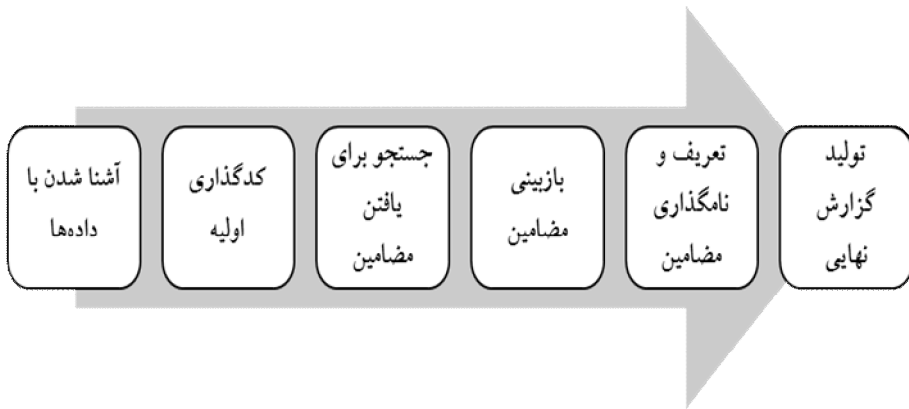 آشنا شدن با
داده‌ها
کدگذاری
اولیه
جستجو برای
یافتن
مضامین
بازبینی
مضامین
تعریف و
نامگذاری
مضامین
تولید
گزارش
نهایی